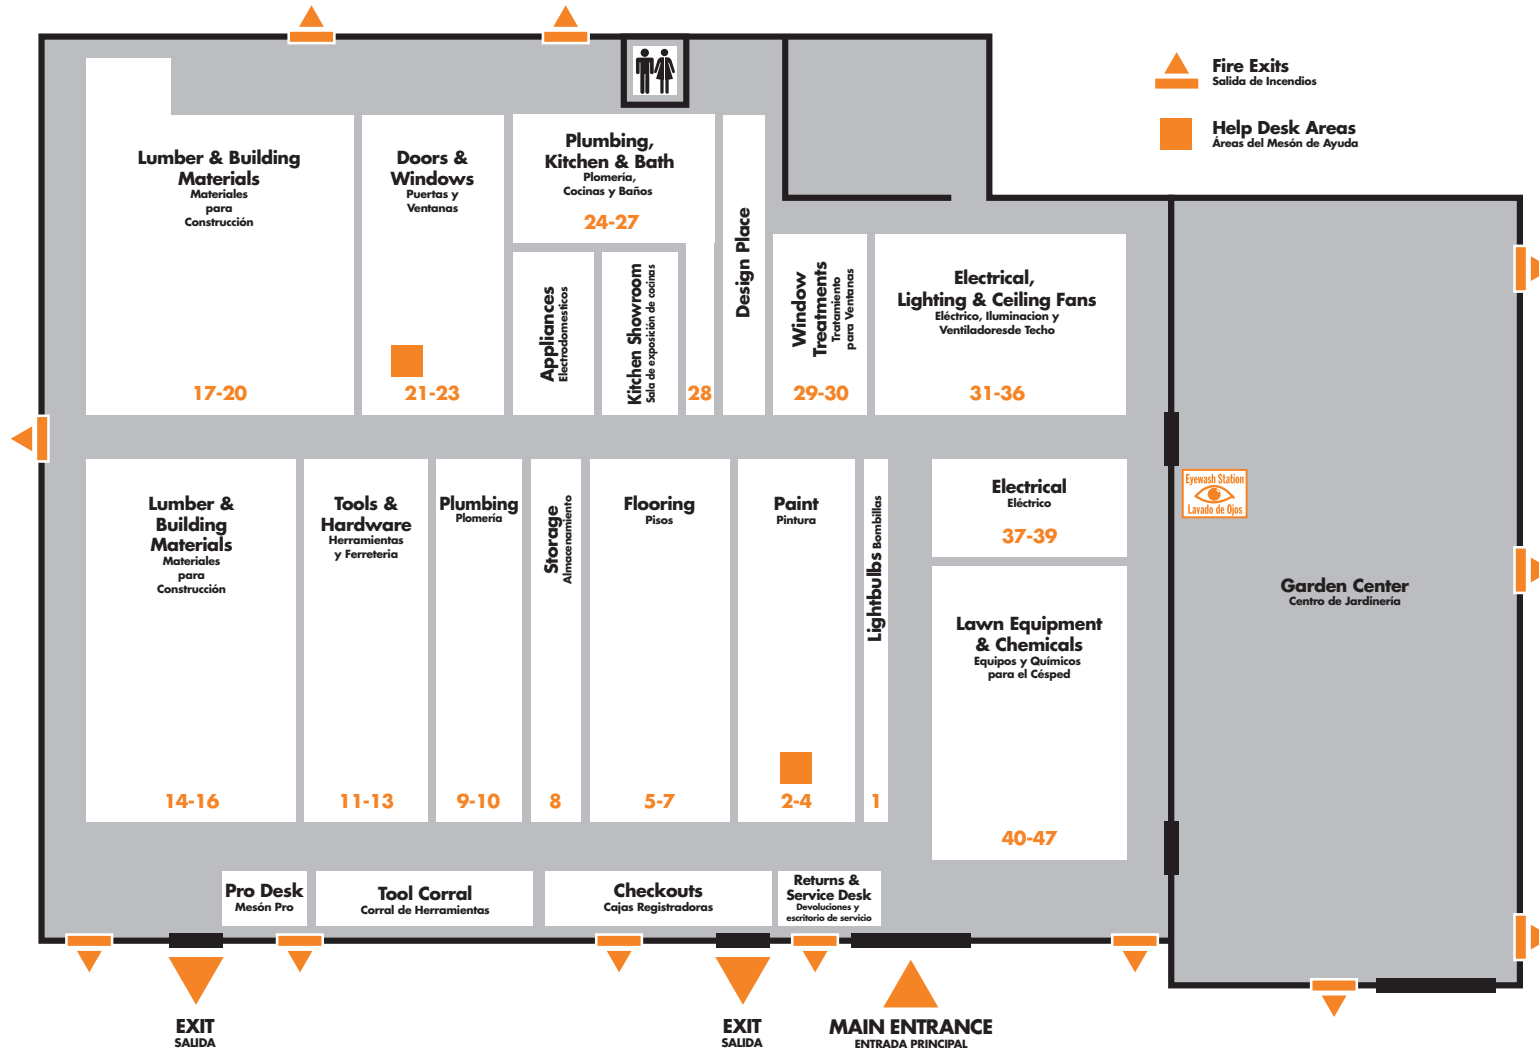 Fire Exits
Salida de Incendios
Help Desk Areas
Áreas del Mesón de Ayuda
Lumber & Building
Materials
Materiales
para
Construcción
17-20
Doors &
Windows
Puertas y
Ventanas
21-23
Plumbing,
Kitchen & Bath
Plomería,
Cocinas y Baños
24-27
Appliances
Electrodomesticos
Kitchen Showroom
Sala de exposición de cocinas
28
Design Place
Window
Treatments
Tratamiento
para Ventanas
29-30
Electrical,
Lighting & Ceiling Fans
Eléctrico, Iluminacion y
Ventiladoresde Techo
31-36
Lumber &
Building
Materials
Materiales
para
Construcción
14-16
Tools &
Hardware
Herramientas
y Ferreteria
11-13
Plumbing
Plomería
9-10
Storage
Almacenamiento
8
Flooring
Pisos
5-7
Paint
Pintura
2-4
Lightbulbs Bombillas
1
Electrical
Eléctrico
37-39
Lawn Equipment
& Chemicals
Equipos y Químicos
para el Césped
40-47
Eyewash Station
Lavado de Ojos
Garden Center
Centro de Jardinería
Pro Desk
Mesón Pro
Tool Corral
Corral de Herramientas
Checkouts
Cajas Registradoras
Returns &
Service Desk
Devoluciones y
escritorio de servicio
EXIT
SALIDA
EXIT
SALIDA
MAIN ENTRANCE
ENTRADA PRINCIPAL